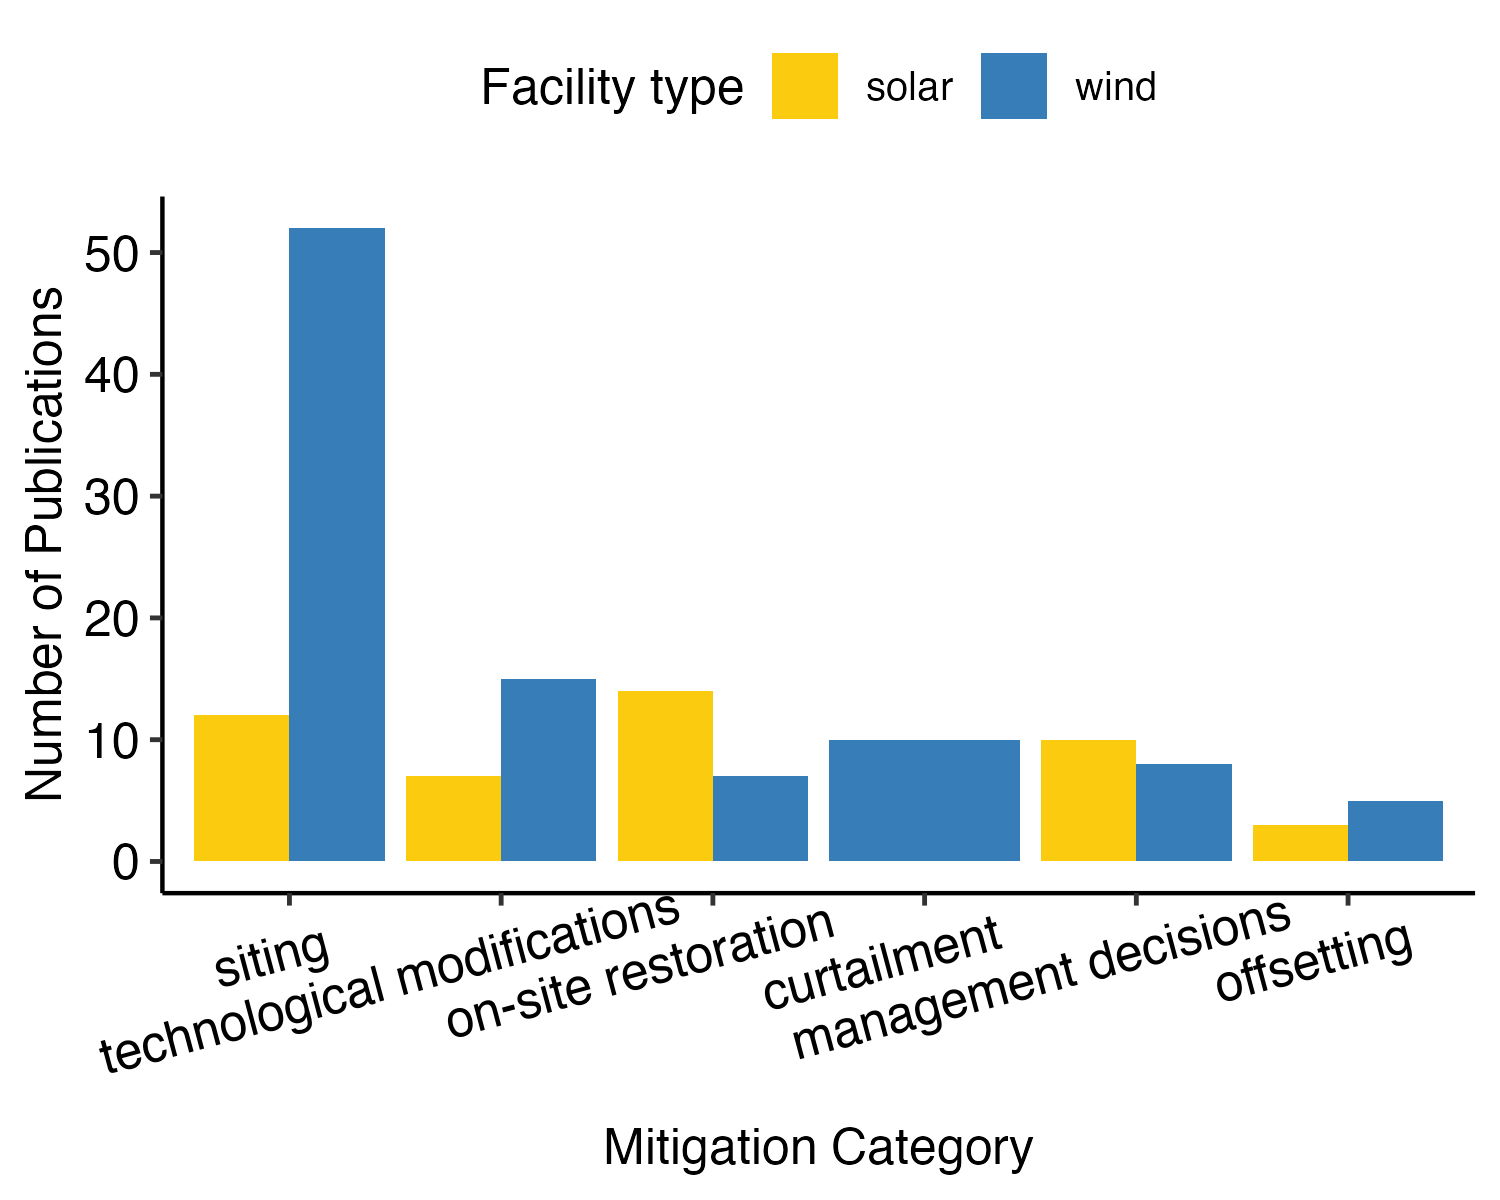 Facility type solar wind
Number of Publications
50
40
30
20
10
0
siting
technological modifications
on-site restoration
curtailment
management decisions
offsetting
Mitigation Category